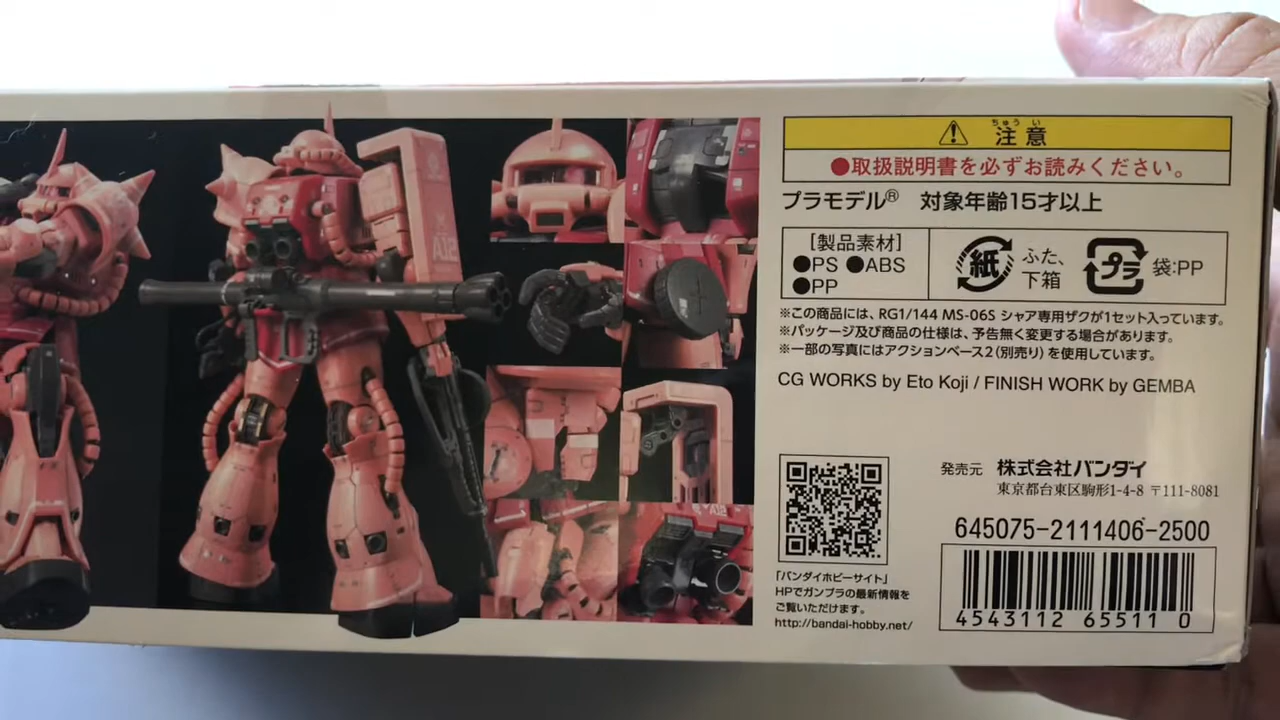 ちゅう い
注意
●取扱説明書を必ずお読みください。
プラモデル® 対象年齢15才以上
[製品素材]
●PS ●ABS
●PP
紙 ふた、
下箱
プラ 袋:PP
※この商品には、RG1/144 MS-06S シャア専用ザクが1セット入っています。
※パッケージ及び商品の仕様は、予告無く変更する場合があります。
※一部の写真にはアクションベース2(別売り)を使用しています。
CG WORKS by Eto Koji / FINISH WORK by GEMBA
発売元 株式会社バンダイ
東京都台東区駒形1-4-8 〒111-8081
645075-2111406-2500
4543112 65511 0
「バンダイホビーサイト」
HPでガンプラの最新情報を
ご覧いただけます。
http://bandai-hobby.net/